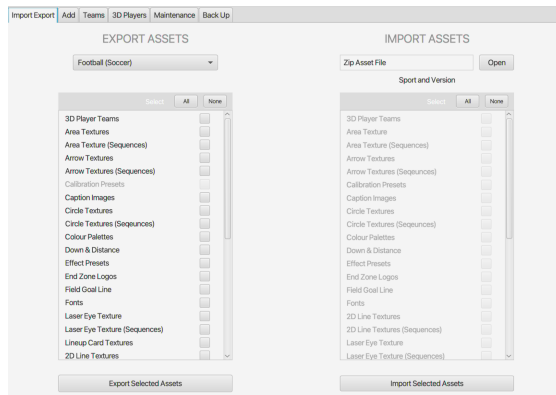 Import Export Add Teams 3D Players Maintenance Back Up
EXPORT ASSETS
Football (Soccer)
Select All None
3D Player Teams
Area Textures
Area Texture (Sequences)
Arrow Textures
Arrow Textures (Sequences)
Calibration Presets
Caption Images
Circle Textures
Circle Textures (Seqeunces)
Colour Palettes
Down & Distance
Effect Presets
End Zone Logos
Field Goal Line
Fonts
Laser Eye Texture
Laser Eye Texture (Sequences)
Lineup Card Textures
2D Line Textures
Export Selected Assets
IMPORT ASSETS
Zip Asset File Open
Sport and Version
Select All None
3D Player Teams
Area Texture
Area Texture (Sequences)
Arrow Textures
Arrow Textures (Sequences)
Calibration Presets
Caption Images
Circle Textures
Circle Textures (Seqeunces)
Colour Palettes
Down & Distance
Effect Presets
End Zone Logos
Field Goal Line
Fonts
2D Line Textures
2D Line Textures (Sequences)
Laser Eye Texture
Laser Eye Texture (Sequences)
Import Selected Assets